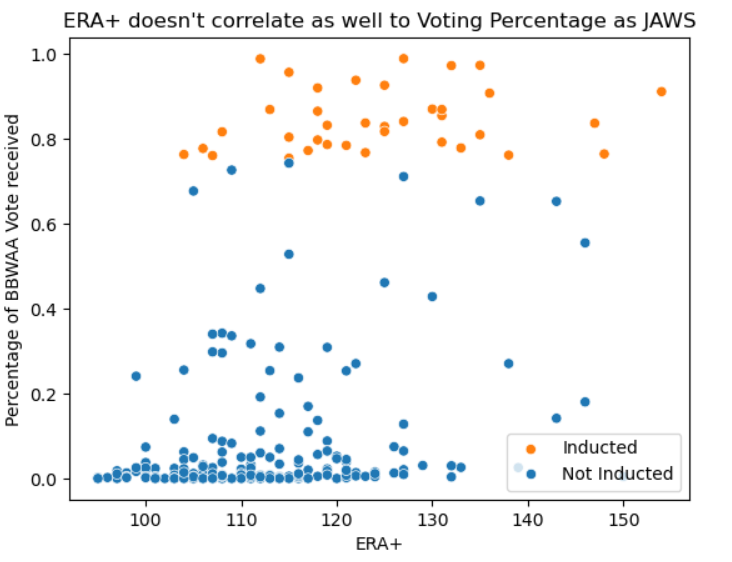 ERA+ doesn't correlate as well to Voting Percentage as JAWS
Percentage of BBWAA Vote received
1.0
0.8
0.6
0.4
0.2
0.0
Inducted
Not Inducted
100
110
120
130
140
150
ERA+